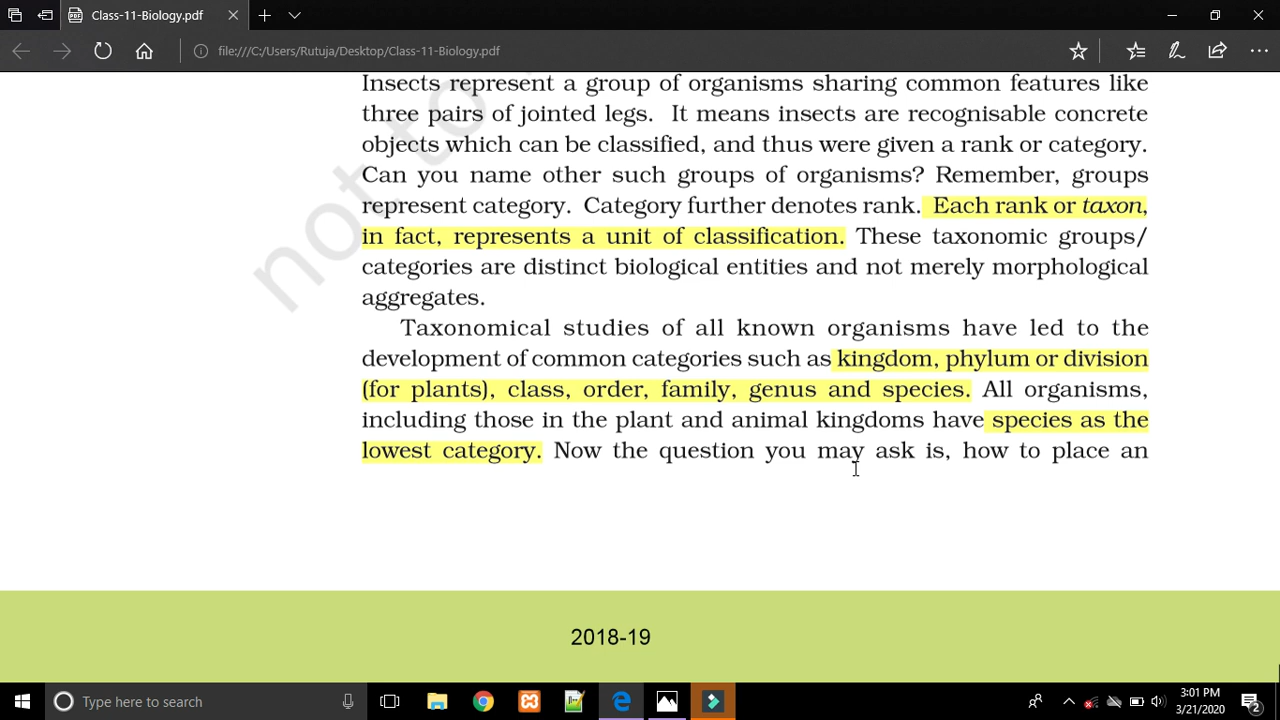 Class-11-Biology.pdf
file:///C:/Users/Rutuja/Desktop/Class-11-Biology.pdf
Insects represent a group of organisms sharing common features like
three pairs of jointed legs. It means insects are recognisable concrete
objects which can be classified, and thus were given a rank or category.
Can you name other such groups of organisms? Remember, groups
represent category. Category further denotes rank. Each rank or taxon,
in fact, represents a unit of classification. These taxonomic groups/
categories are distinct biological entities and not merely morphological
aggregates.
Taxonomical studies of all known organisms have led to the
development of common categories such as kingdom, phylum or division
(for plants), class, order, family, genus and species. All organisms,
including those in the plant and animal kingdoms have species as the
lowest category. Now the question you may ask is, how to place an
not to
2018-19
Type here to search
3:01 PM
3/21/2020
2